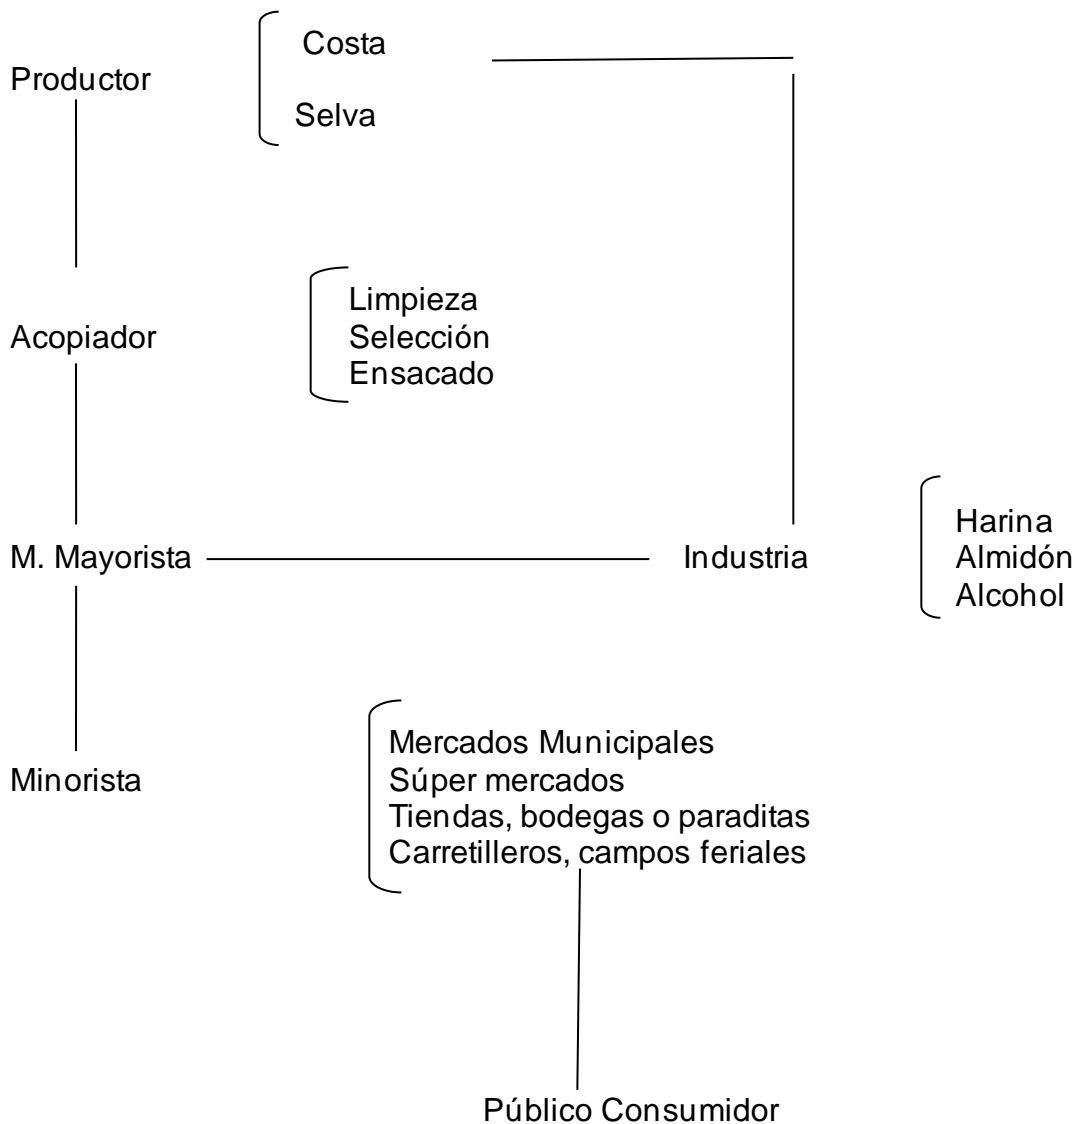 Costa
Productor
Selva
Limpieza
Acopiador
Selección
Ensacado
Harina
M. Mayorista
Industria
Almidón
Alcohol
Mercados Municipales
Minorista
Súper mercados
Tiendas, bodegas o paraditas
Carretilleros, campos feriales
Público Consumidor